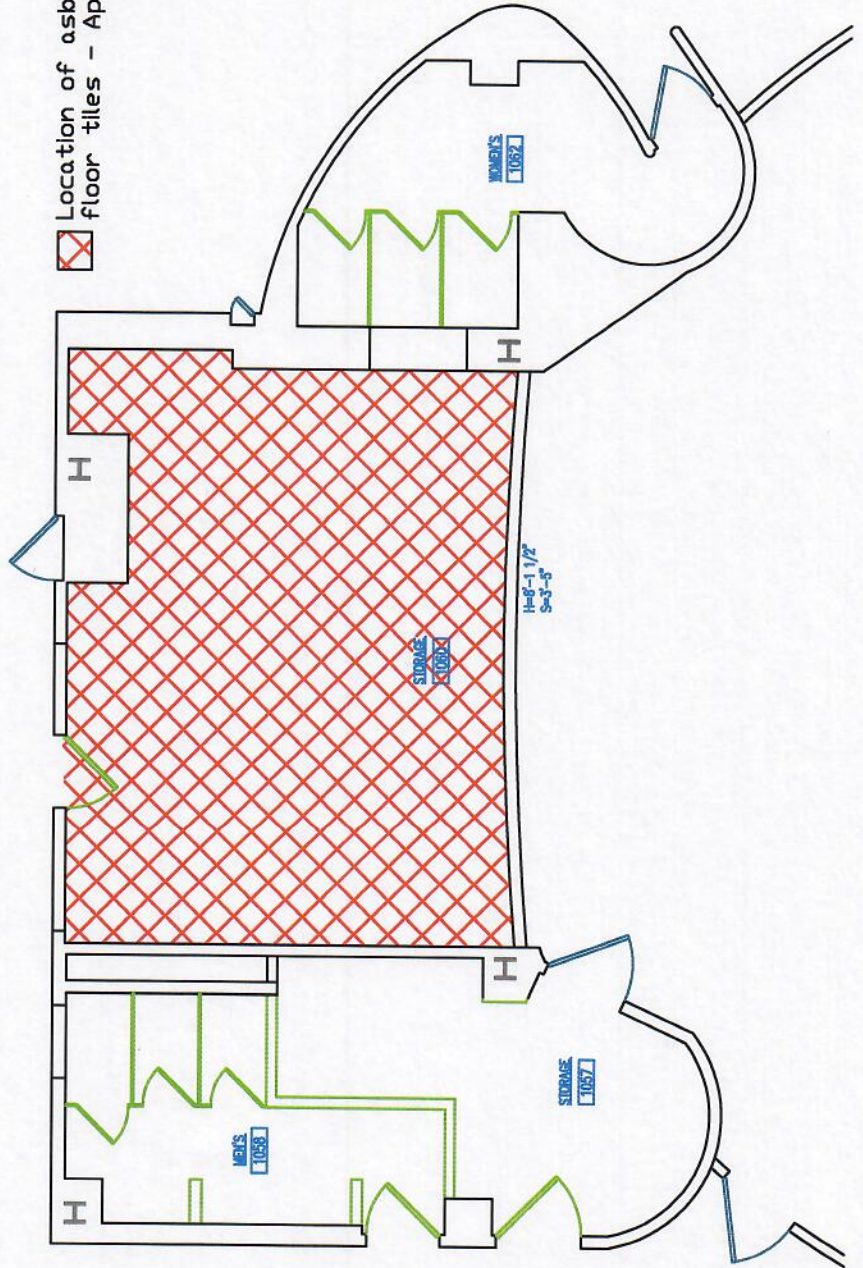 Location of asb
floor tiles - Ap
WOMEN'S
1062
H=8'-1 1/2"
S=3'-5"
STORAGE
1060
STORAGE
1057
MEN'S
1058